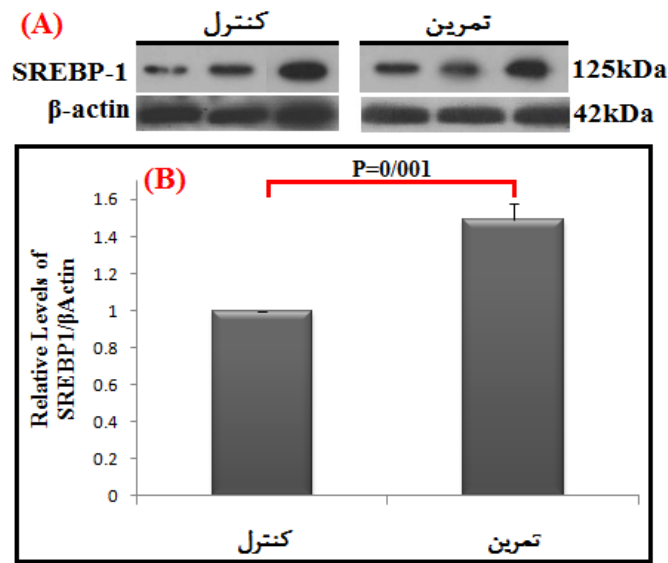 (A) کنترل تمرین
SREBP-1 125kDa
β-actin 42kDa
(B) P=0/001
Relative Levels of
SREBP1/βActin
1.6
1.4
1.2
1
0.8
0.6
0.4
0.2
0
کنترل تمرین